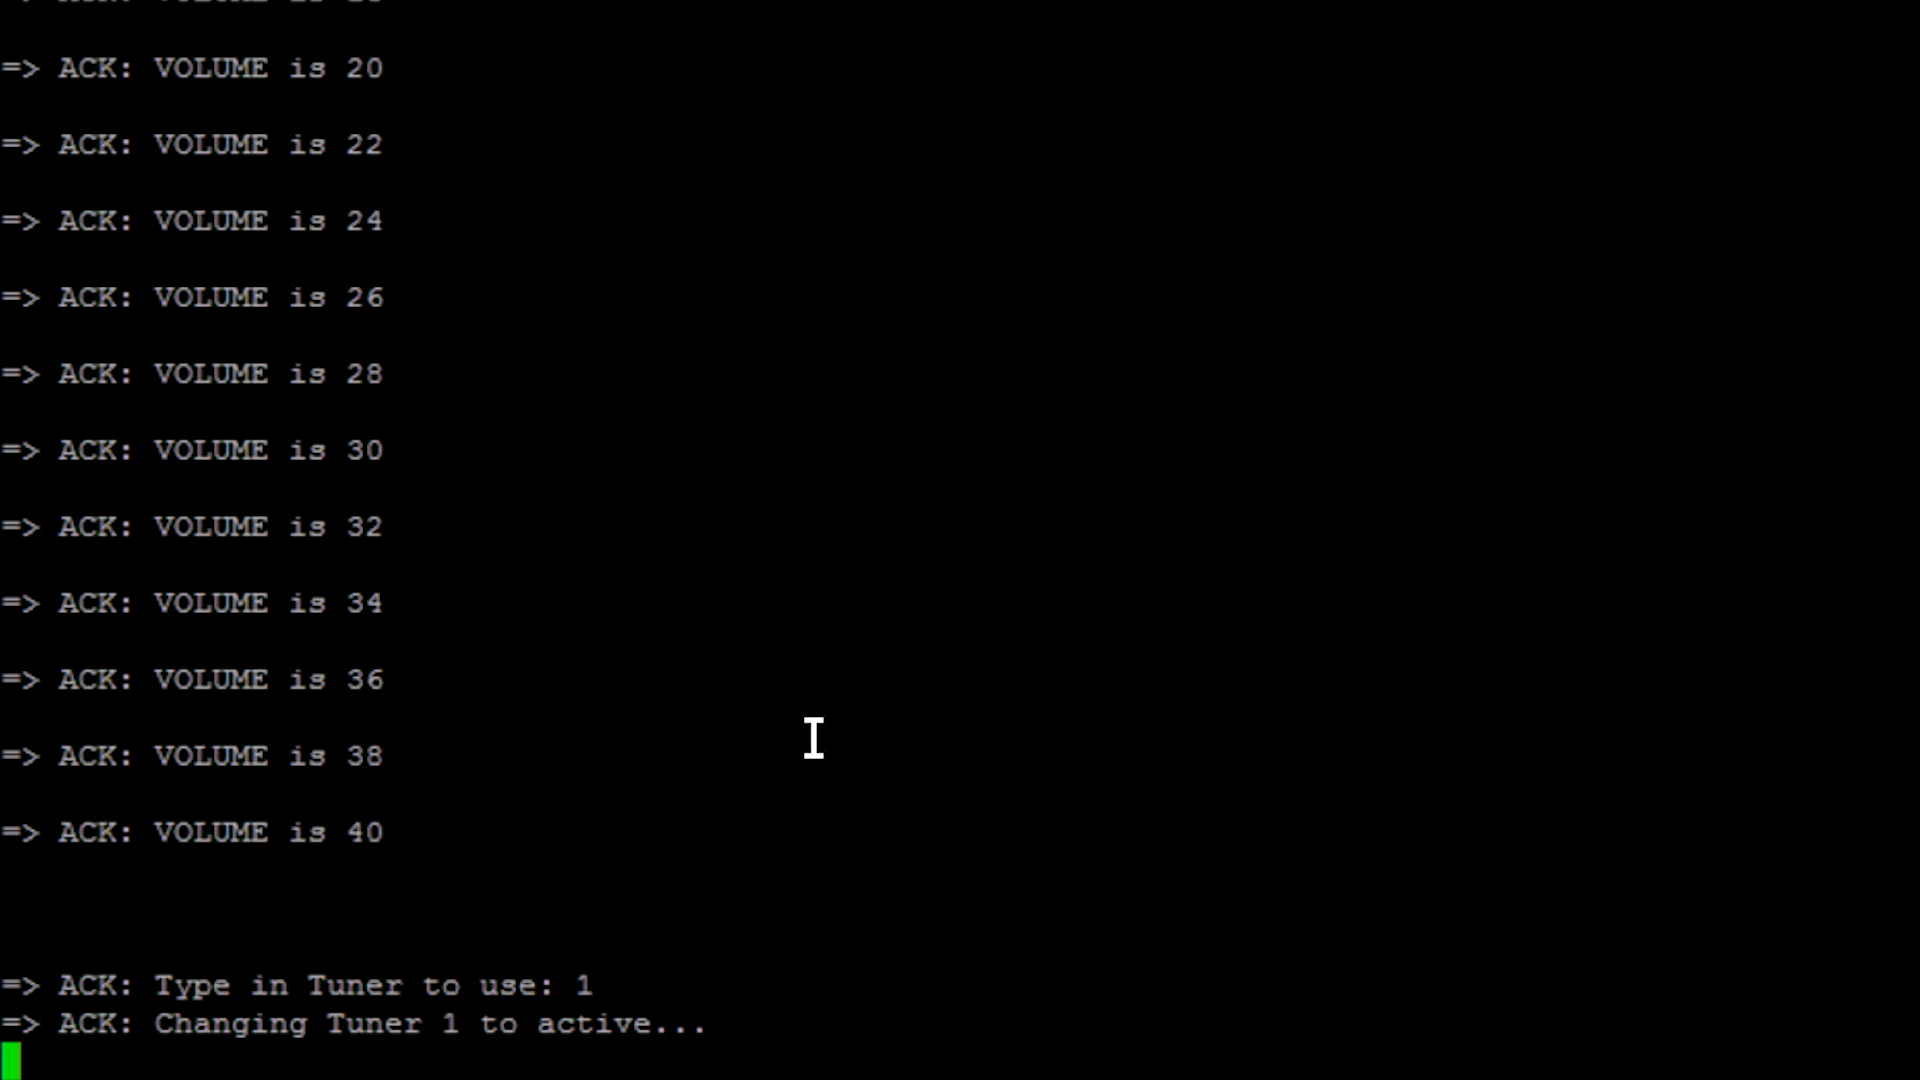 => ACK: VOLUME is 20
=> ACK: VOLUME is 22
=> ACK: VOLUME is 24
=> ACK: VOLUME is 26
=> ACK: VOLUME is 28
=> ACK: VOLUME is 30
=> ACK: VOLUME is 32
=> ACK: VOLUME is 34
=> ACK: VOLUME is 36
=> ACK: VOLUME is 38
=> ACK: VOLUME is 40
=> ACK: Type in Tuner to use: 1
=> ACK: Changing Tuner 1 to active...